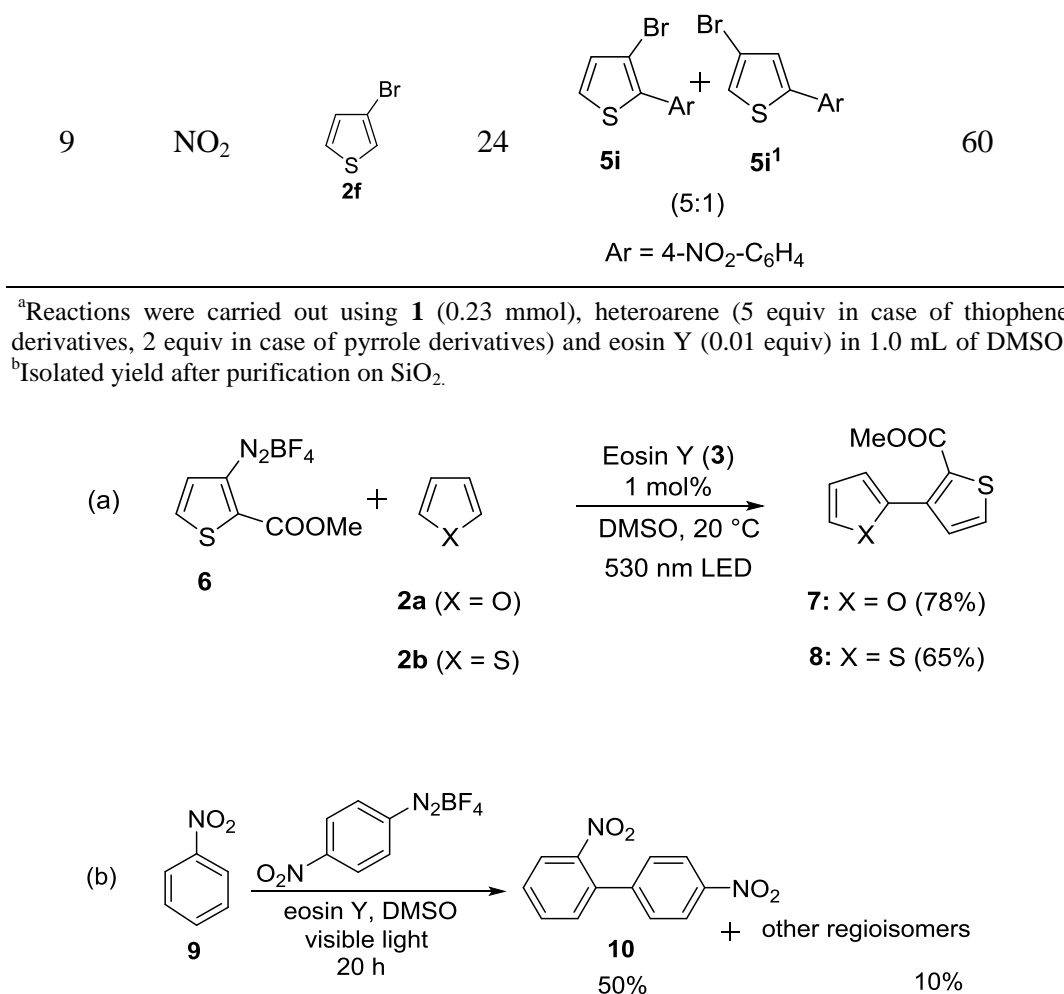 Br
Br
S
Ar
+
S
Ar
9
NO₂
Br
S
2f
24
5i
5i¹
60
(5:1)
Ar = 4-NO₂-C₆H₄
ᵃReactions were carried out using 1 (0.23 mmol), heteroarene (5 equiv in case of thiophene
derivatives, 2 equiv in case of pyrrole derivatives) and eosin Y (0.01 equiv) in 1.0 mL of DMSO
ᵇIsolated yield after purification on SiO₂.
(a)
N₂BF₄
S
COOMe
6
+
X
2a (X = O)
2b (X = S)
Eosin Y (3)
1 mol%
DMSO, 20 °C
530 nm LED
MeOOC
S
X
7: X = O (78%)
8: X = S (65%)
(b)
NO₂
9
N₂BF₄
O₂N
eosin Y, DMSO
visible light
20 h
NO₂
NO₂
10
50%
+ other regioisomers
10%